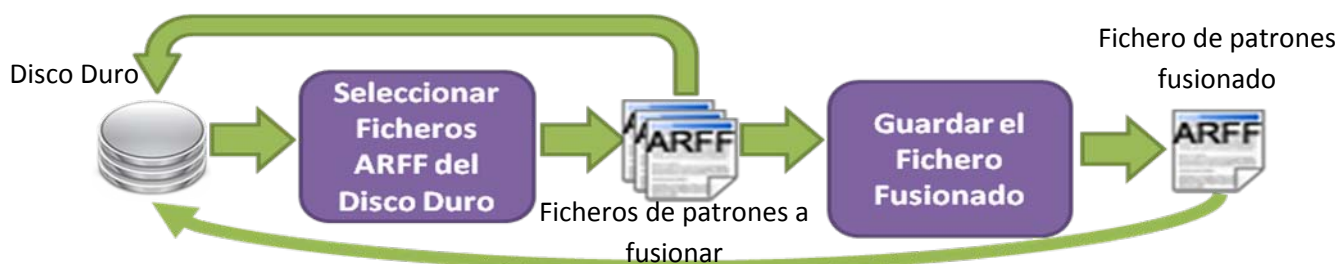 Disco Duro
Seleccionar
Ficheros
ARFF del
Disco Duro
ARFF
Ficheros de patrones a
fusionar
Guardar el
Fichero
Fusionado
Fichero de patrones
fusionado
ARFF